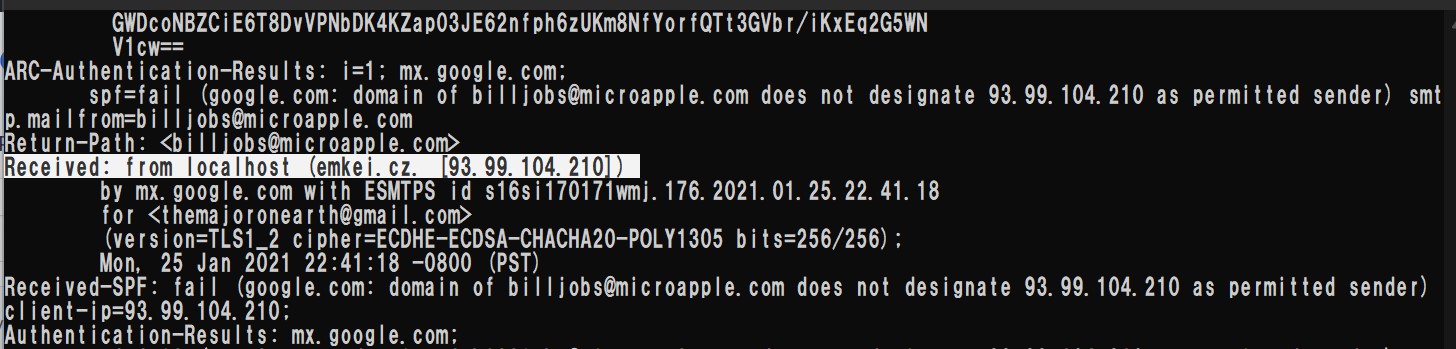 GWDcoNBZCiE6T8DvVPNbDK4KZapO3JE62nfph6zUKm8NfYorfQTt3GVbr/iKxEq2G5WN
V1cw==
ARC-Authentication-Results: i=1; mx.google.com;
spf=fail (google.com: domain of billjobs@microapple.com does not designate 93.99.104.210 as permitted sender) smt
p.mailfrom=billjobs@microapple.com
Return-Path: <billjobs@microapple.com>
Received: from localhost (emkei.cz. [93.99.104.210])
by mx.google.com with ESMTPS id s16si170171wmj.176.2021.01.25.22.41.18
for <themajoronearth@gmail.com>
(version=TLS1_2 cipher=ECDHE-ECDSA-CHACHA20-POLY1305 bits=256/256);
Mon, 25 Jan 2021 22:41:18 -0800 (PST)
Received-SPF: fail (google.com: domain of billjobs@microapple.com does not designate 93.99.104.210 as permitted sender)
client-ip=93.99.104.210;
Authentication-Results: mx.google.com;